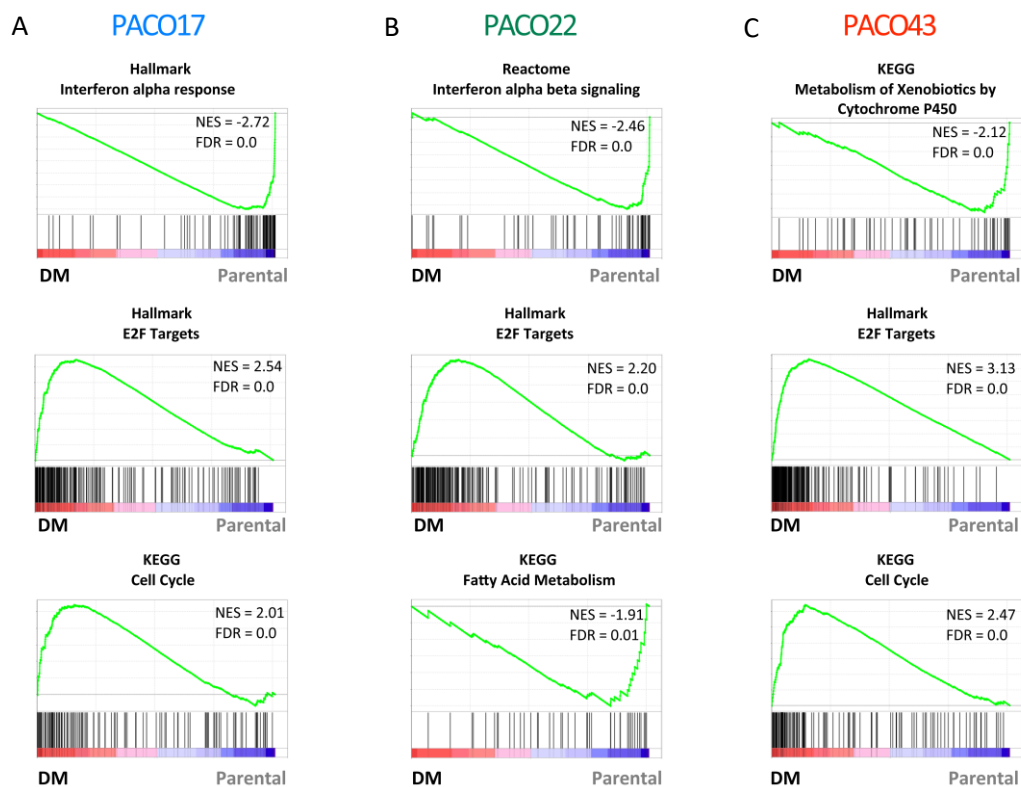 A
PACO17
Hallmark
Interferon alpha response
NES = -2.72
FDR = 0.0
DM
Parental
Hallmark
E2F Targets
NES = 2.54
FDR = 0.0
DM
Parental
KEGG
Cell Cycle
NES = 2.01
FDR = 0.0
DM
Parental
B
PACO22
Reactome
Interferon alpha beta signaling
NES = -2.46
FDR = 0.0
DM
Parental
Hallmark
E2F Targets
NES = 2.20
FDR = 0.0
DM
Parental
KEGG
Fatty Acid Metabolism
NES = -1.91
FDR = 0.01
DM
Parental
C
PACO43
KEGG
Metabolism of Xenobiotics by
Cytochrome P450
NES = -2.12
FDR = 0.0
DM
Parental
Hallmark
E2F Targets
NES = 3.13
FDR = 0.0
DM
Parental
KEGG
Cell Cycle
NES = 2.47
FDR = 0.0
DM
Parental